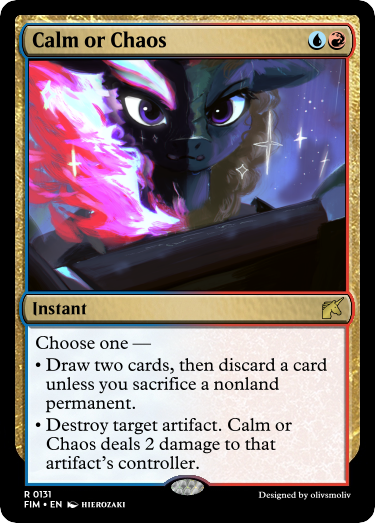 Calm or Chaos
Instant
Choose one —
• Draw two cards, then discard a card
unless you sacrifice a nonland
permanent.
• Destroy target artifact. Calm or
Chaos deals 2 damage to that
artifact's controller.
R 0131
FIM • EN HIEROZAKI
Designed by olivsmoliv